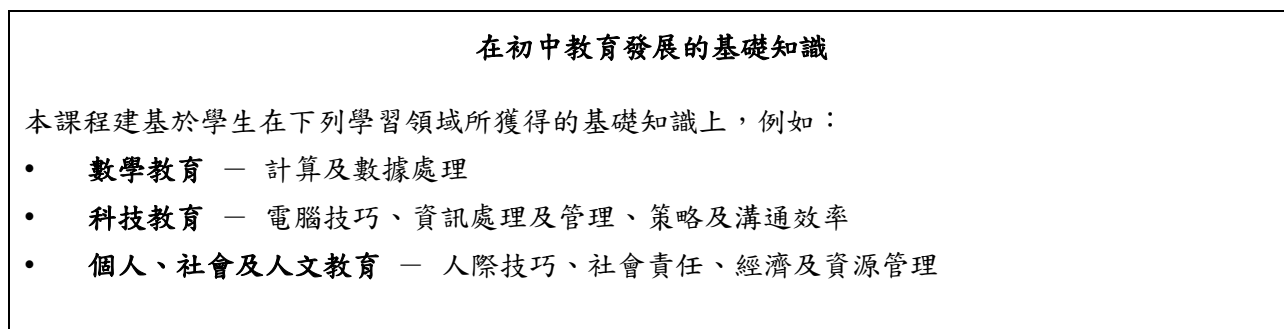 在初中教育發展的基礎知識
本課程建基於學生在下列學習領域所獲得的基礎知識上，例如：
• 數學教育 － 計算及數據處理
• 科技教育 － 電腦技巧、資訊處理及管理、策略及溝通效率
• 個人、社會及人文教育 － 人際技巧、社會責任、經濟及資源管理